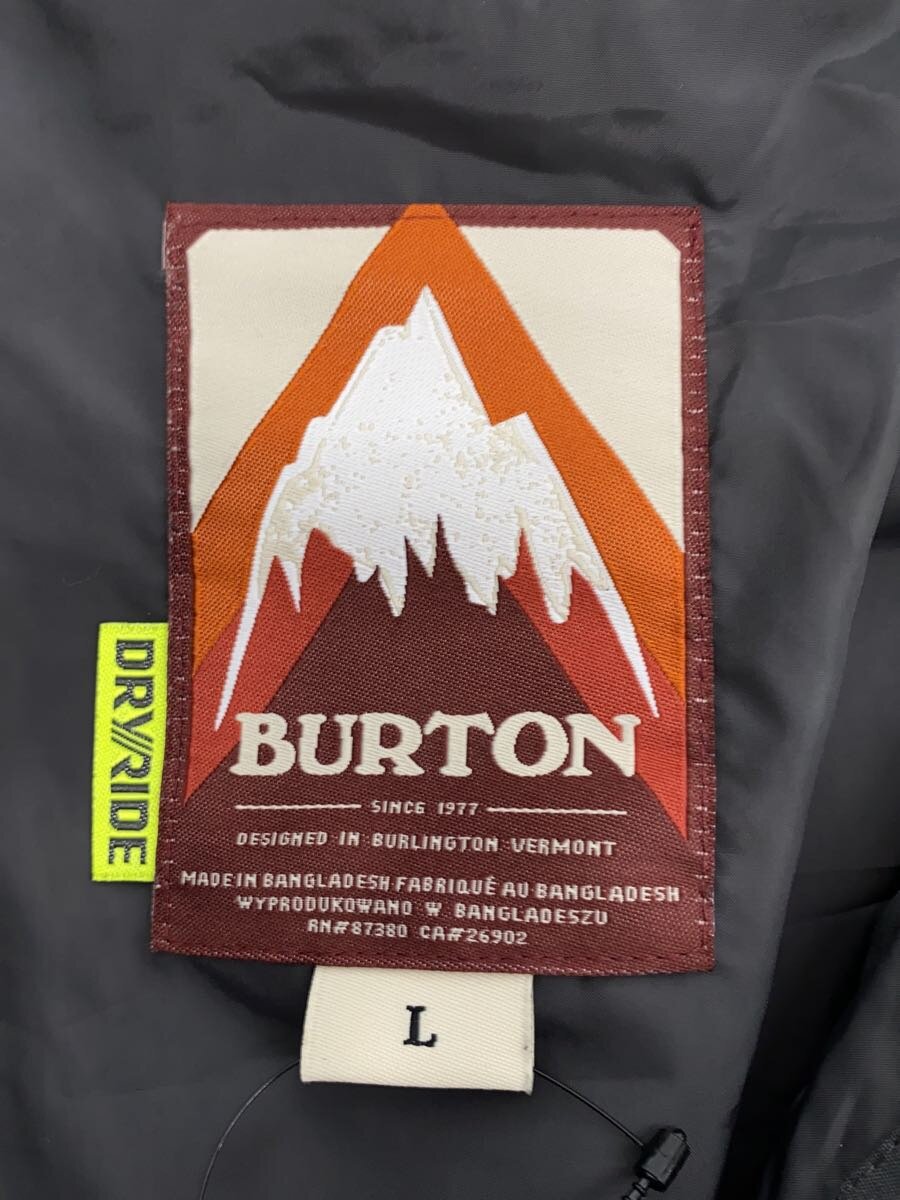 BURTON
SINCE 1977
DESIGNED IN BURLINGTON VERMONT
MADE IN BANGLADESH FABRIQUÉ AU BANGLADESH
WYPRODUKOWANO W BANGLADESZU
RN#87380 CA#26902
DRY//RIDE
L